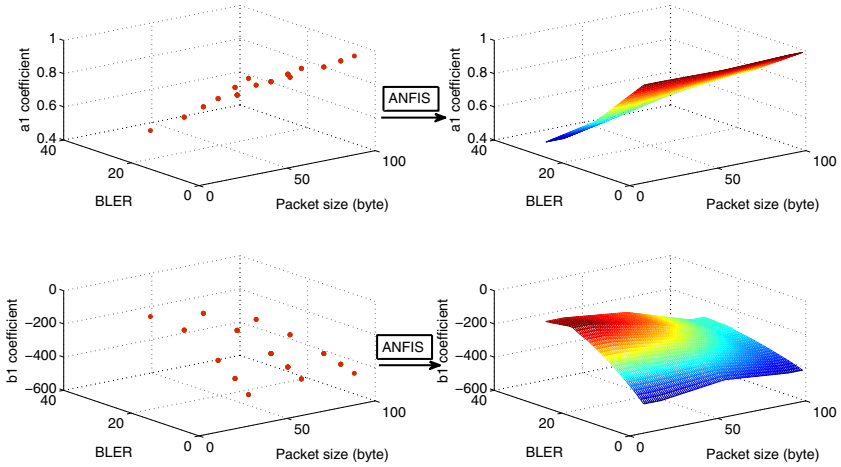 1
0.8
0.6
0.4
a1 coefficient
40
20
0
BLER
0
50
100
Packet size (byte)
ANFIS
1
0.8
0.6
0.4
a1 coefficient
40
20
0
BLER
0
50
100
Packet size (byte)
0
−200
−400
−600
b1 coefficient
40
20
0
BLER
0
50
100
Packet size (byte)
ANFIS
0
−200
−400
−600
b1 coefficient
40
20
0
BLER
0
50
100
Packet size (byte)